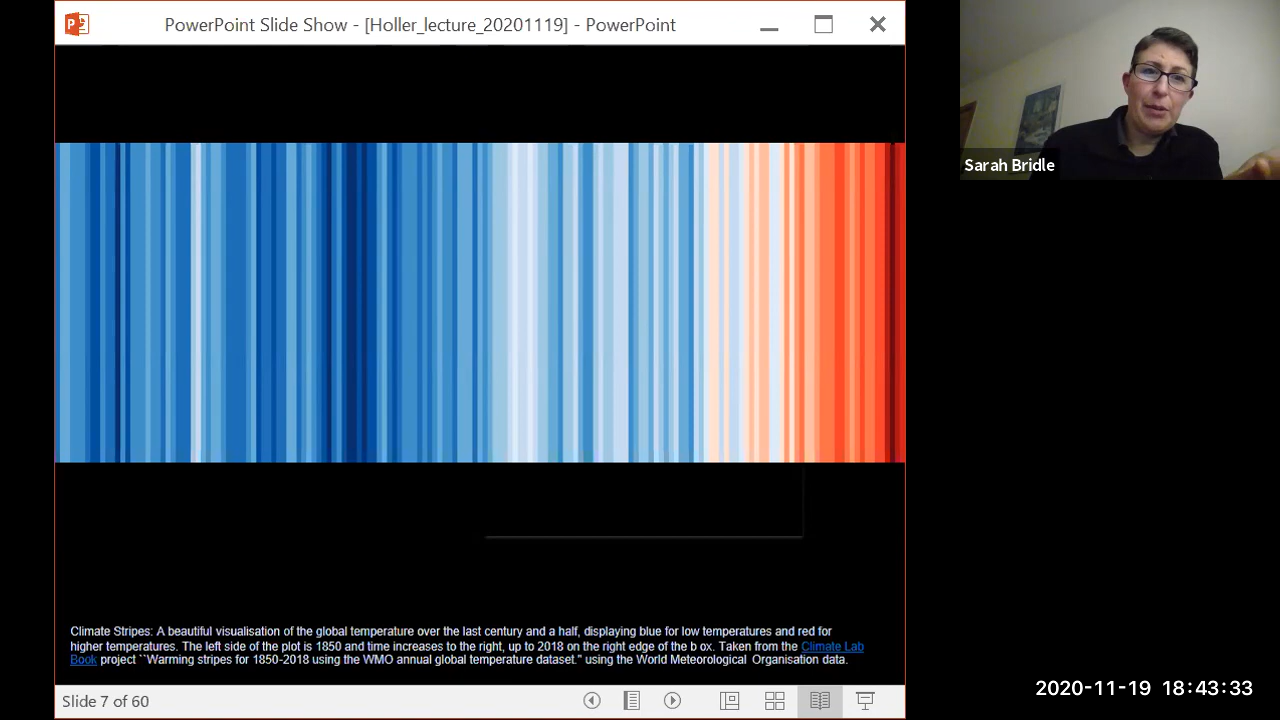 PowerPoint Slide Show - [Holler_lecture_20201119] - PowerPoint
Sarah Bridle
Climate Stripes: A beautiful visualisation of the global temperature over the last century and a half, displaying blue for low temperatures and red for
higher temperatures. The left side of the plot is 1850 and time increases to the right, up to 2018 on the right edge of the b ox. Taken from the Climate Lab
Book project ``Warming stripes for 1850-2018 using the WMO annual global temperature dataset." using the World Meteorological Organisation data.
Slide 7 of 60
2020-11-19 18:43:33